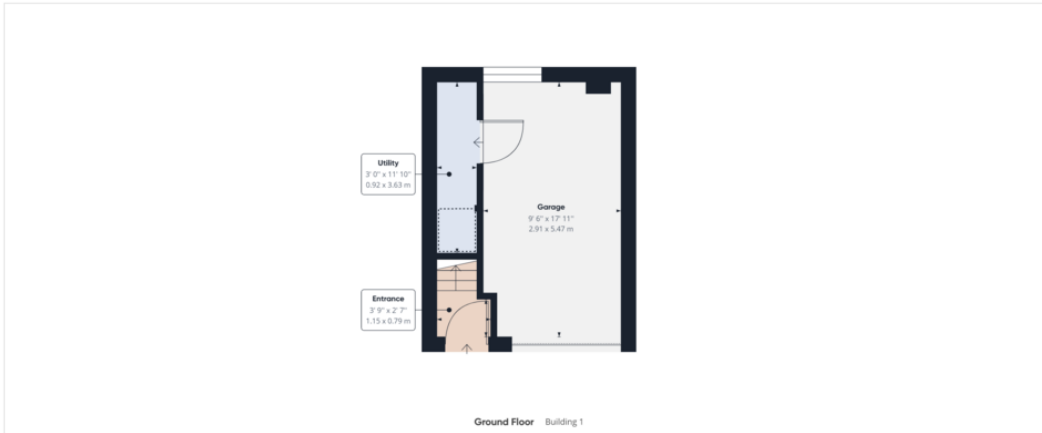 Utility
3' 0" x 11' 10"
0.92 x 3.63 m
Garage
9' 6" x 17' 11"
2.91 x 5.47 m
Entrance
3' 9" x 2' 7"
1.15 x 0.79 m
Ground Floor Building 1